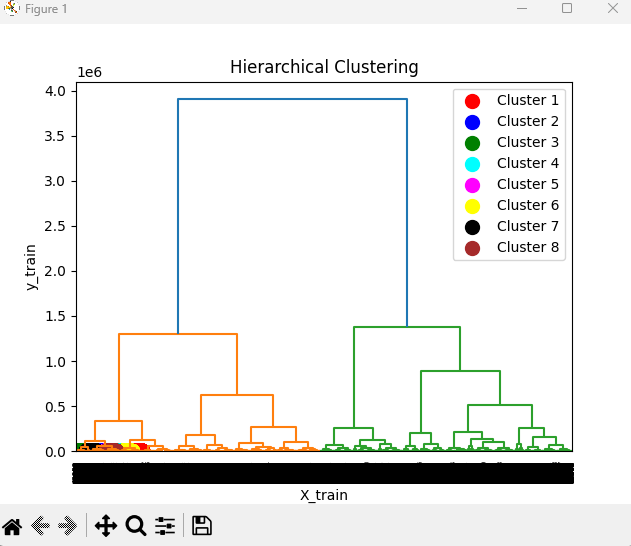 Figure 1
Hierarchical Clustering
1e6
4.0
3.5
3.0
2.5
2.0
1.5
1.0
0.5
0.0
y_train
Cluster 1
Cluster 2
Cluster 3
Cluster 4
Cluster 5
Cluster 6
Cluster 7
Cluster 8
X_train